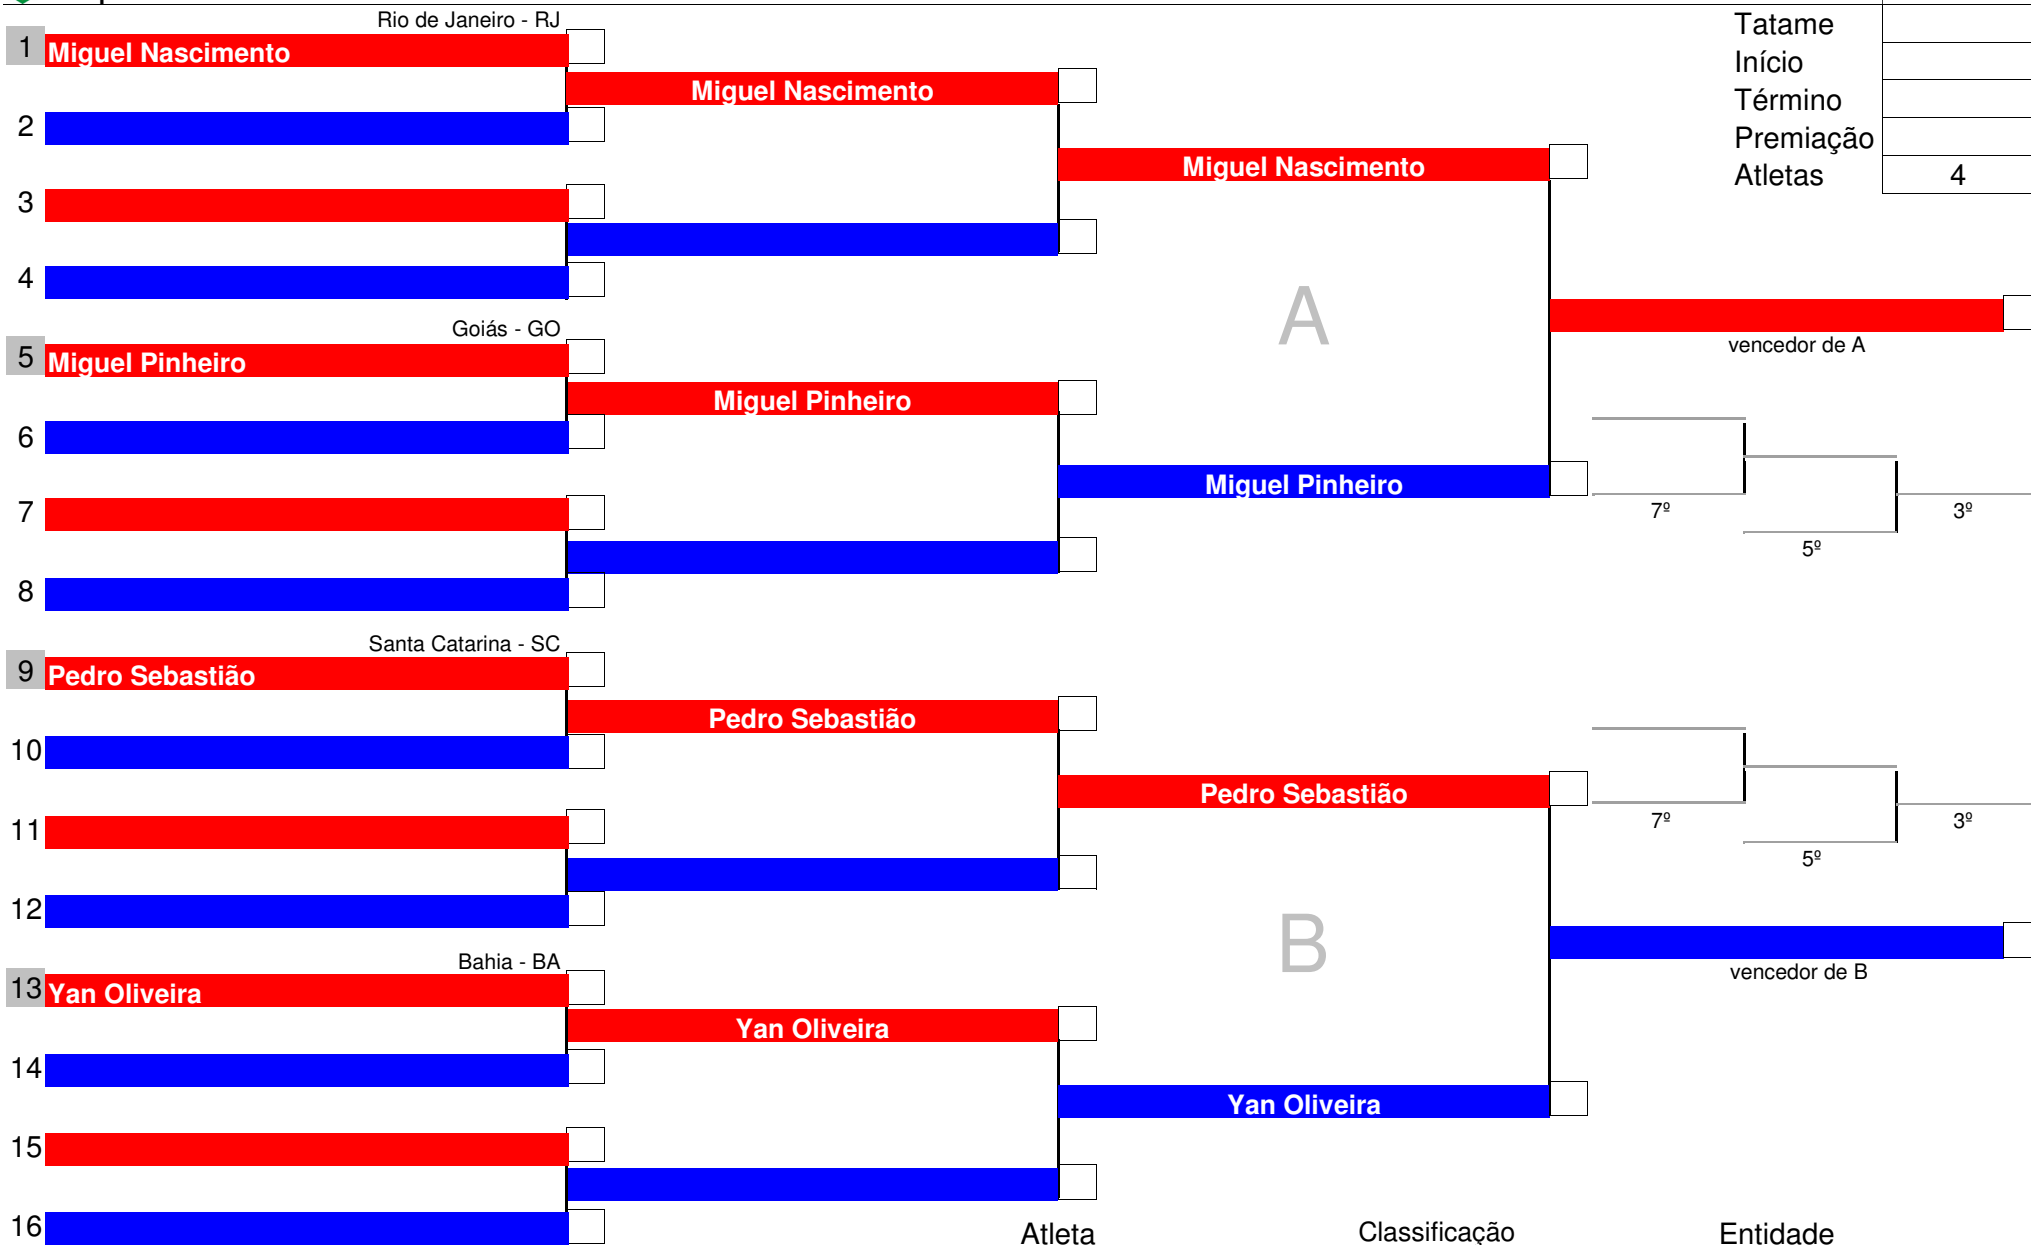 Rio de Janeiro - RJ
Tatame
1 Miguel Nascimento
Início
Miguel Nascimento
Término
2
Premiação
Miguel Nascimento
Atletas 4
3
4
A
Goiás - GO
vencedor de A
5 Miguel Pinheiro
Miguel Pinheiro
6
Miguel Pinheiro
7
7º 3º
5º
8
Santa Catarina - SC
9 Pedro Sebastião
Pedro Sebastião
10
Pedro Sebastião
11
7º 3º
5º
12
B
Bahia - BA
vencedor de B
13 Yan Oliveira
Yan Oliveira
14
Yan Oliveira
15
16
Atleta Classificação Entidade